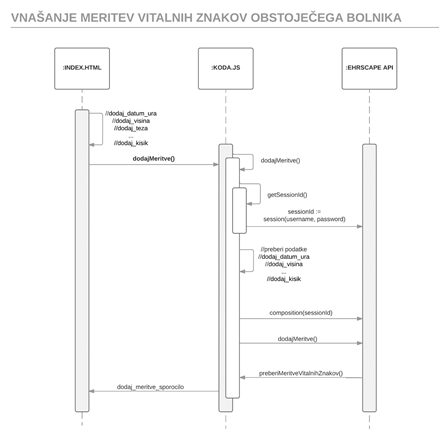 VNAŠANJE MERITEV VITALNIH ZNAKOV OBSTOJEČEGA BOLNIKA
:INDEX.HTML
:KODA.JS
:EHRSCAPE API
//dodaj_datum_ura
//dodaj_visina
//dodaj_teza
...
//dodaj_kisik
dodajMeritve()
dodajMeritve()
getSessionId()
sessionId :=
session(username, password)
//preberi podatke
//dodaj_datum_ura
//dodaj_visina
...
//dodaj_kisik
composition(sessionId)
dodajMeritve()
preberiMeritveVitalnihZnakov()
dodaj_meritve_sporocilo